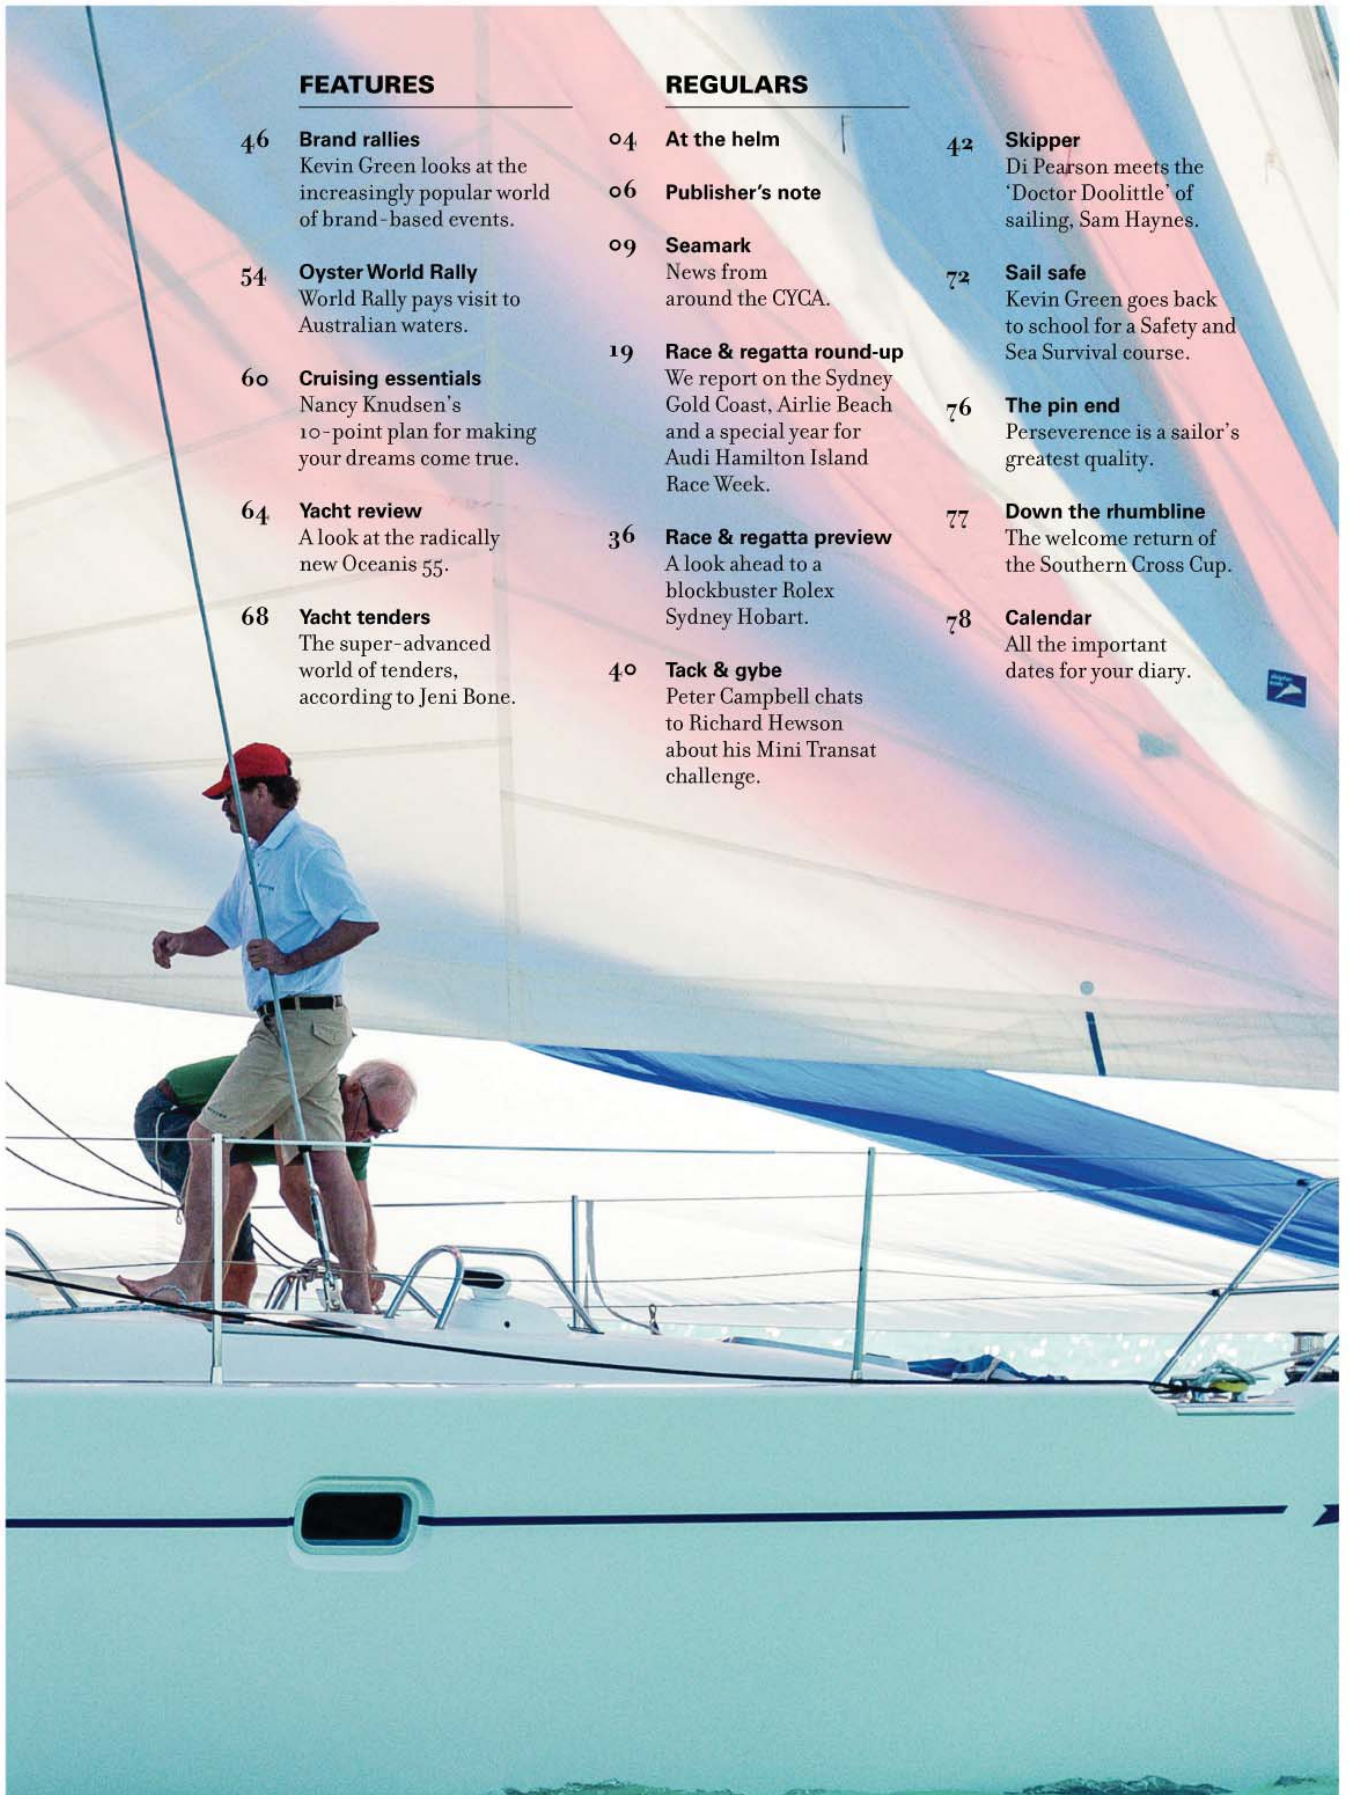 FEATURES
46 Brand rallies
Kevin Green looks at the
increasingly popular world
of brand-based events.
54 Oyster World Rally
World Rally pays visit to
Australian waters.
60 Cruising essentials
Nancy Knudsen's
10-point plan for making
your dreams come true.
64 Yacht review
A look at the radically
new Oceanis 55.
68 Yacht tenders
The super-advanced
world of tenders,
according to Jeni Bone.
REGULARS
04 At the helm
06 Publisher's note
09 Seamark
News from
around the CYCA.
19 Race & regatta round-up
We report on the Sydney
Gold Coast, Airlie Beach
and a special year for
Audi Hamilton Island
Race Week.
36 Race & regatta preview
A look ahead to a
blockbuster Rolex
Sydney Hobart.
40 Tack & gybe
Peter Campbell chats
to Richard Hewson
about his Mini Transat
challenge.
42 Skipper
Di Pearson meets the
'Doctor Doolittle' of
sailing, Sam Haynes.
72 Sail safe
Kevin Green goes back
to school for a Safety and
Sea Survival course.
76 The pin end
Perseverence is a sailor's
greatest quality.
77 Down the rhumbline
The welcome return of
the Southern Cross Cup.
78 Calendar
All the important
dates for your diary.